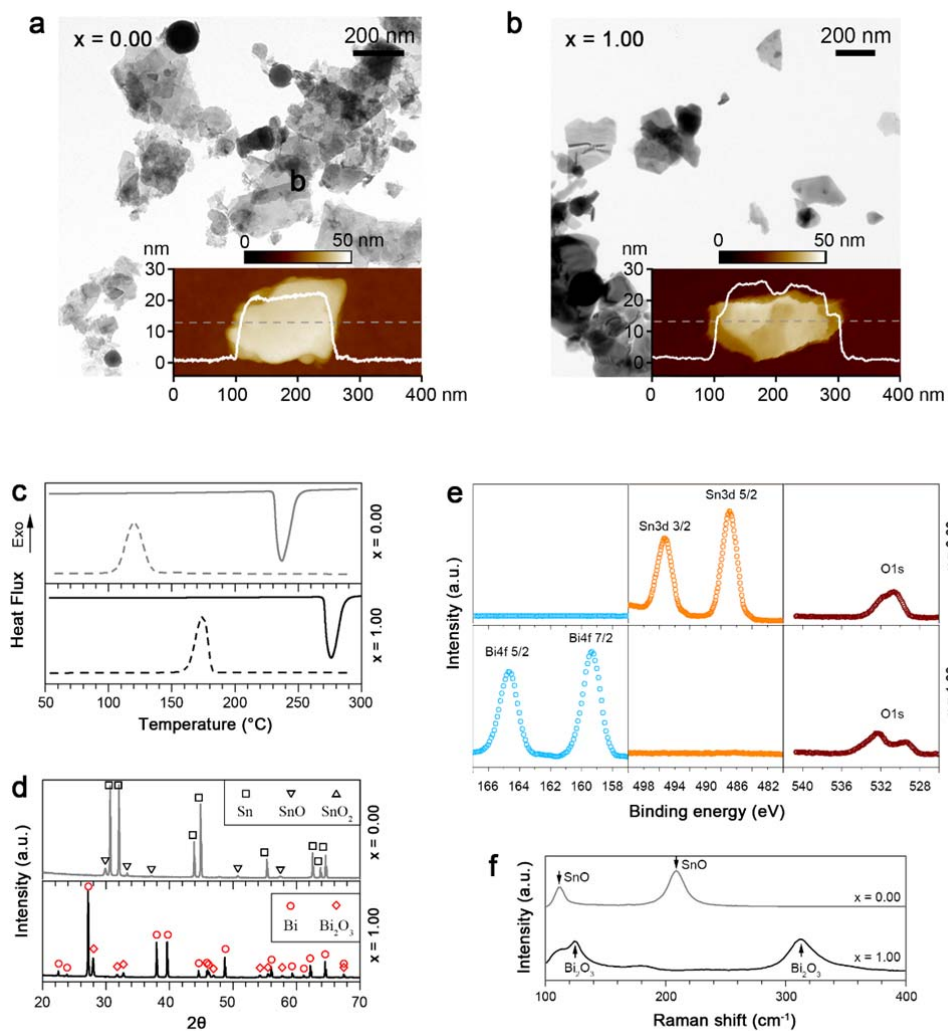 a
x = 0.00
200 nm
b
nm
0 50 nm
30
20
10
0
0 100 200 300 400 nm
b
x = 1.00
200 nm
nm
0 50 nm
30
20
10
0
0 100 200 300 400 nm
c
Heat Flux
Exo
x = 0.00
x = 1.00
50 100 150 200 250 300
Temperature (°C)
d
Intensity (a.u.)
Sn SnO SnO2
x = 0.00
Bi Bi2O3
x = 1.00
20 30 40 50 60 70
2θ
e
Intensity (a.u.)
Sn3d 3/2
Sn3d 5/2
O1s
Bi4f 5/2
Bi4f 7/2
O1s
166 164 162 160 158 498 494 490 486 482 540 536 532 528
Binding energy (eV)
f
Intensity (a.u.)
SnO
SnO
x = 0.00
Bi2O3
Bi2O3
x = 1.00
100 200 300 400
Raman shift (cm-1)